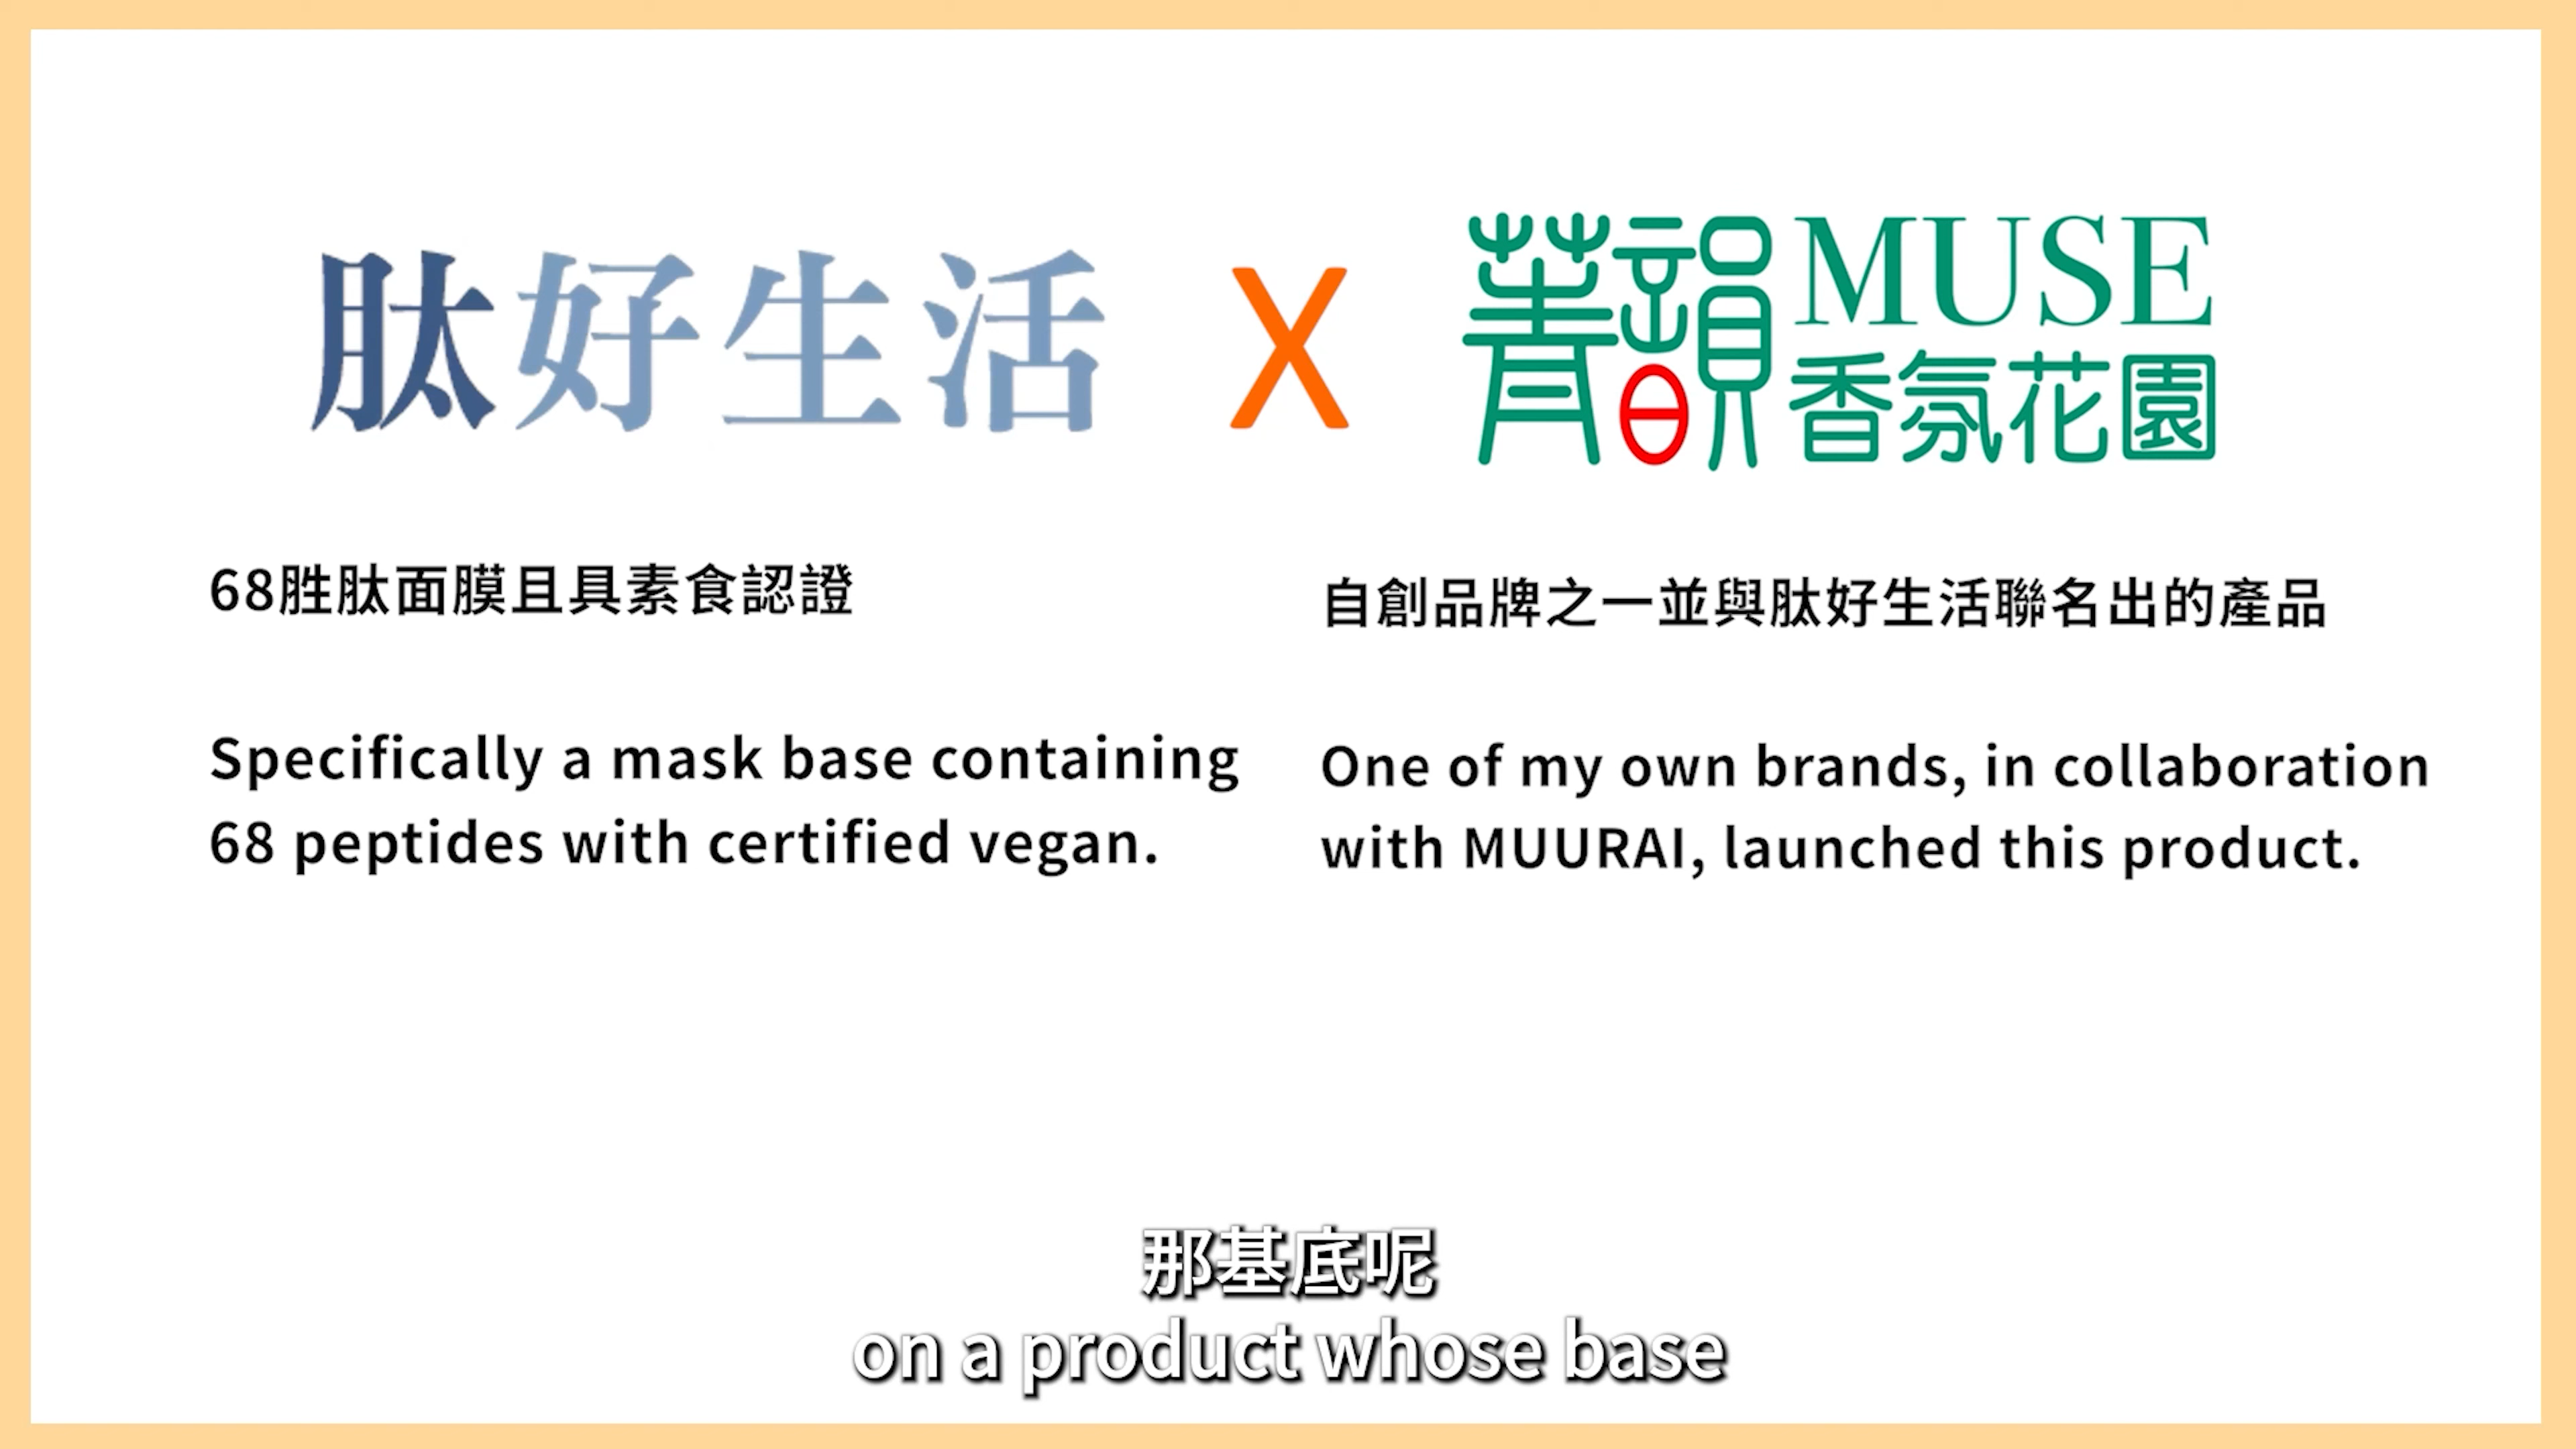 肽好生活
X
菁韻 MUSE
香氛花園
68胜肽面膜且具素食認證
Specifically a mask base containing
68 peptides with certified vegan.
自創品牌之一並與肽好生活聯名出的產品
One of my own brands, in collaboration
with MUURAI, launched this product.
那基底呢
on a product whose base